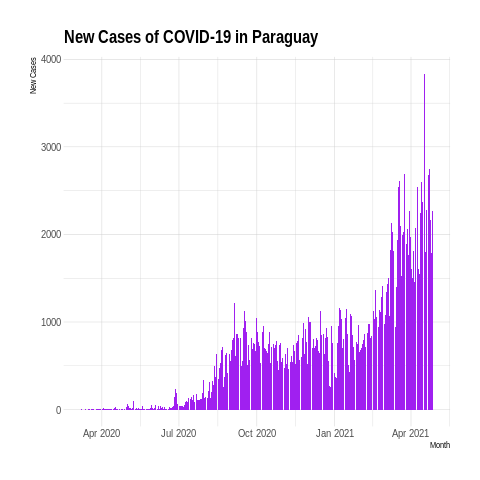 New Cases of COVID-19 in Paraguay
New Cases
4000
3000
2000
1000
0
Apr 2020 Jul 2020 Oct 2020 Jan 2021 Apr 2021
Month